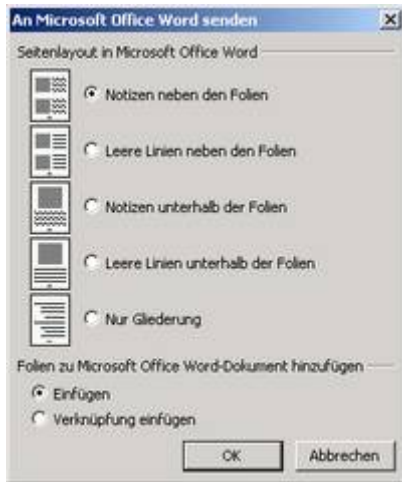 An Microsoft Office Word senden
Seitenlayout in Microsoft Office Word
Notizen neben den Folien
Leere Linien neben den Folien
Notizen unterhalb der Folien
Leere Linien unterhalb der Folien
Nur Gliederung
Folien zu Microsoft Office Word-Dokument hinzufügen
Einfügen
Verknüpfung einfügen
OK
Abbrechen